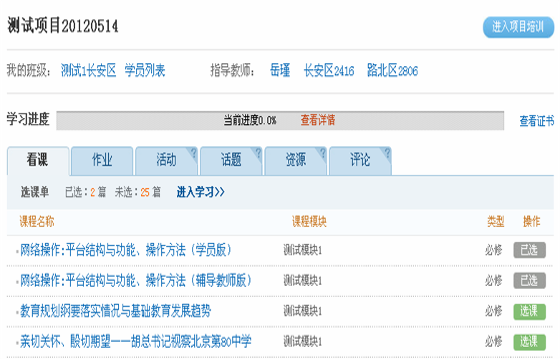 测试项目20120514 进入项目培训
我的班级: 测试1长安区 学员列表 指导教师: 岳瑾 长安区2416 路北区2806
学习进度 当前进度0.0% 查看详情 查看证书
看课 作业 ? 活动 ? 话题 ? 资源 ? 评论 ?
选课单 已选:2 篇 未选:25 篇 进入学习>>
课程名称 课程模块 类型 操作
网络操作:平台结构与功能、操作方法(学员版) 测试模块1 必修 已选
网络操作:平台结构与功能、操作方法(辅导教师版) 测试模块1 必修 已选
教育规划纲要落实情况与基础教育发展趋势 测试模块1 必修 选课
亲切关怀、殷切期望——胡总书记视察北京第80中学 测试模块1 必修 选课